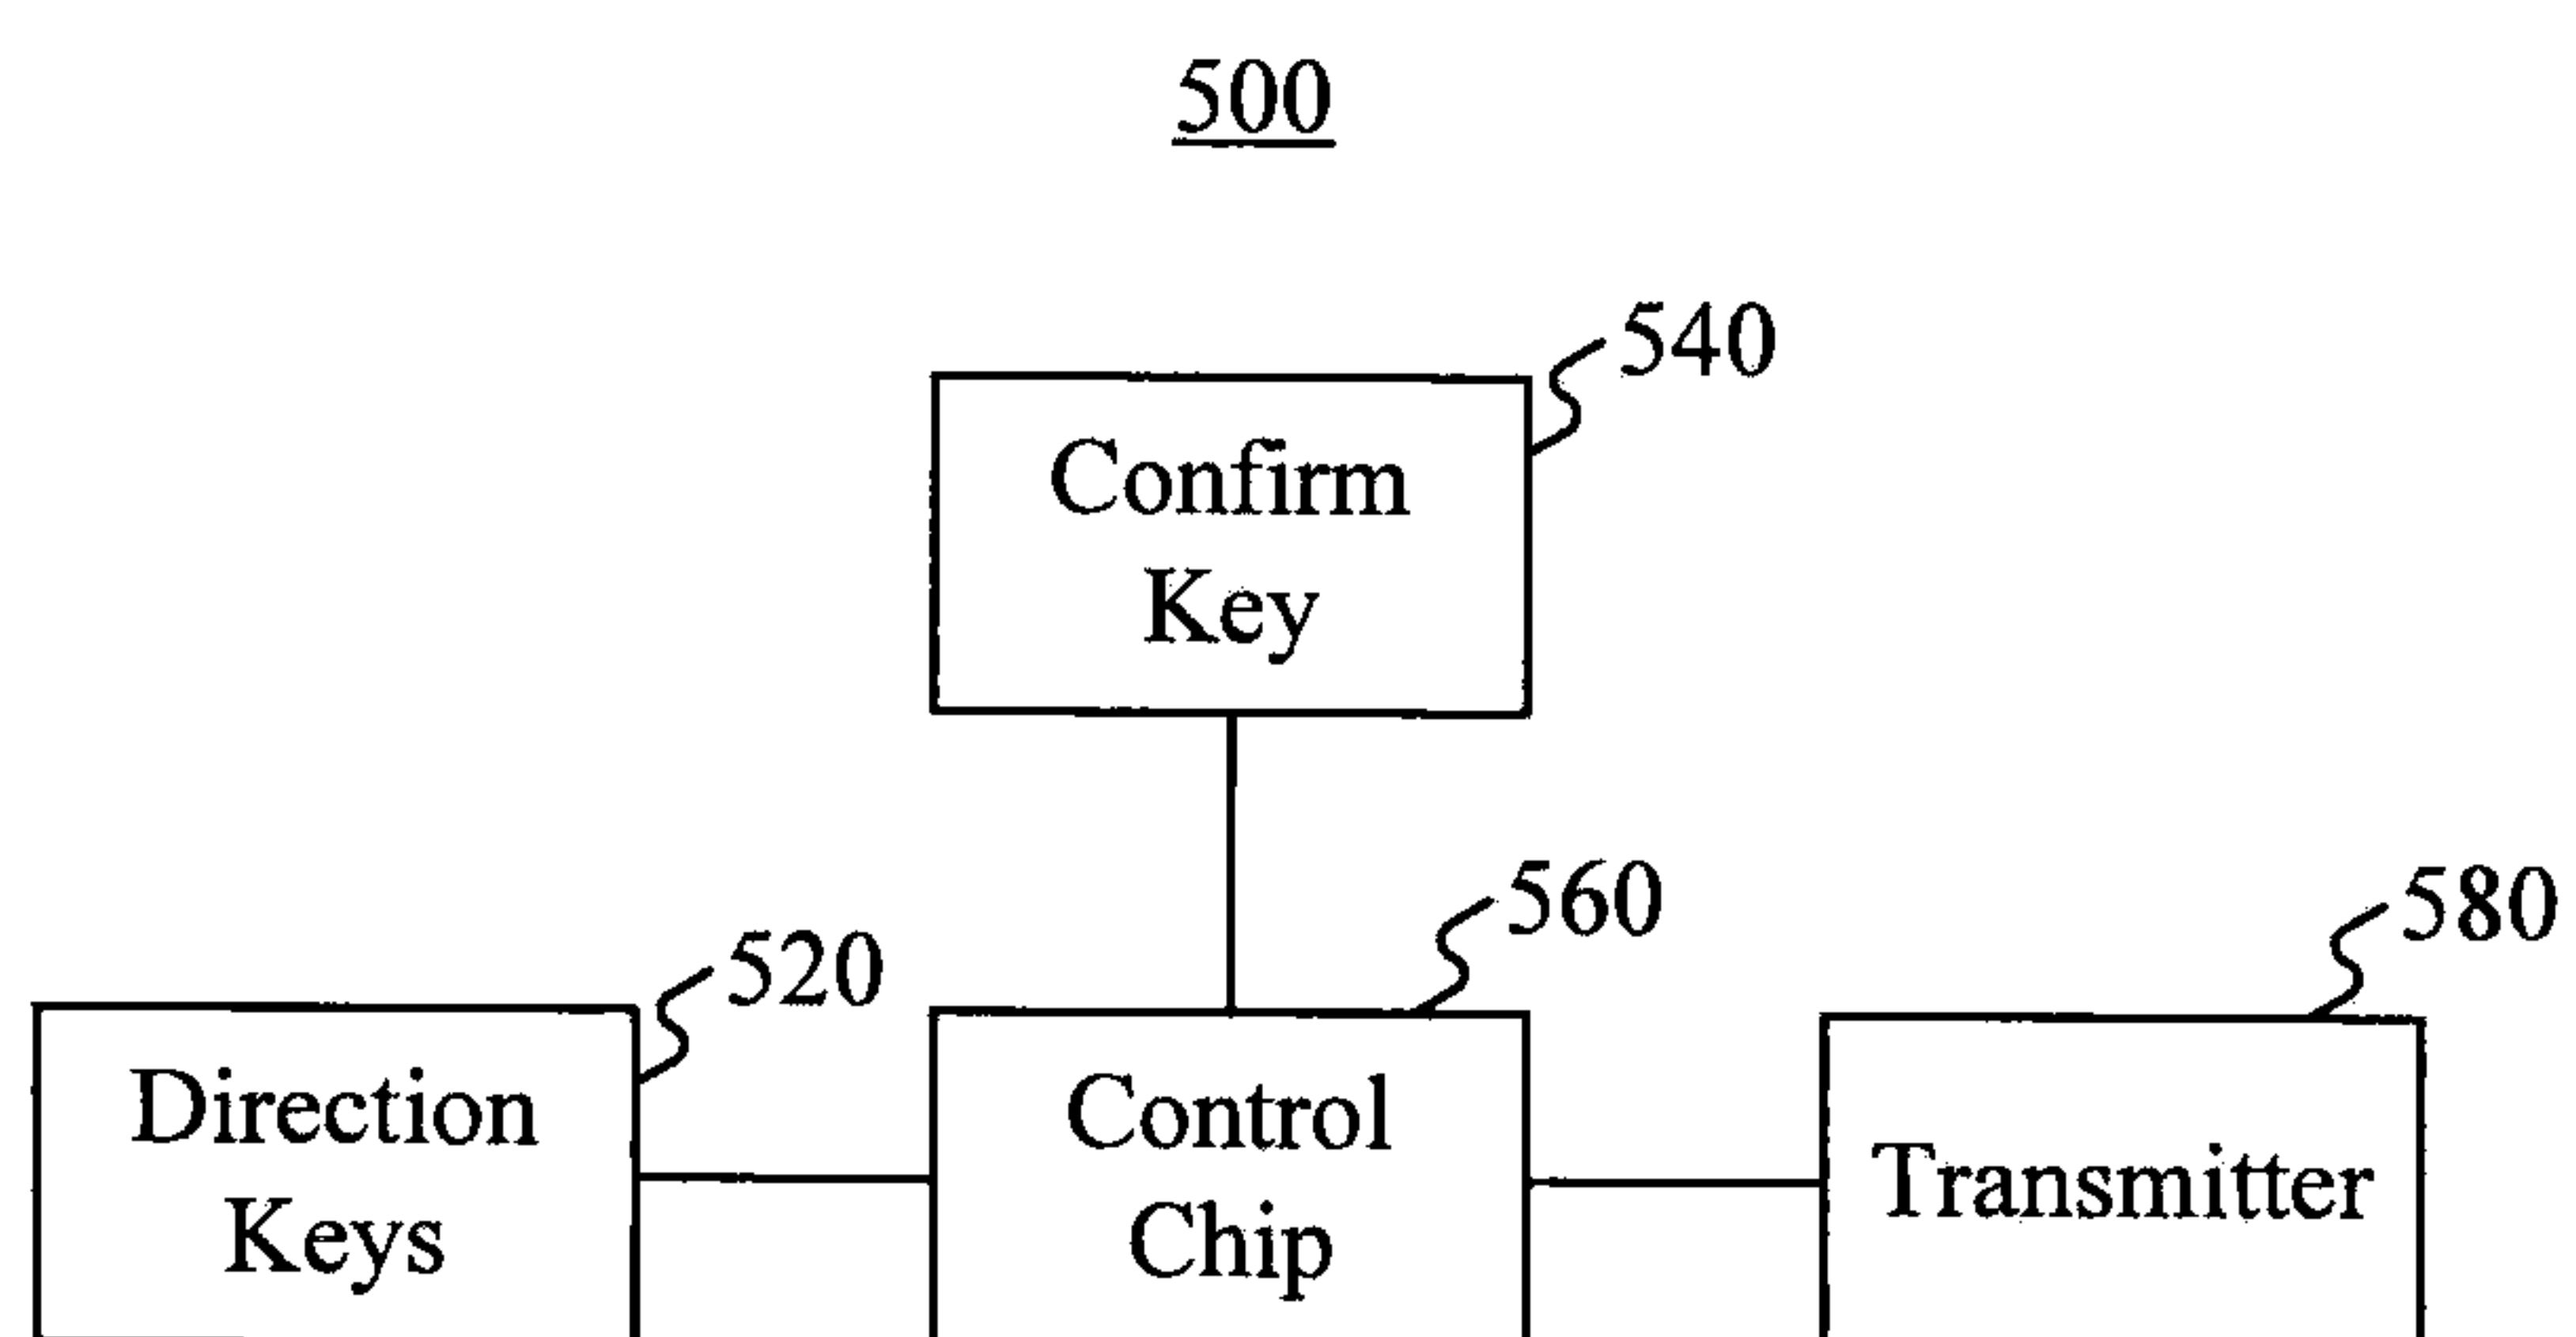 500
540
Confirm
Key
560
580
520
Direction
Keys
Control
Chip
Transmitter